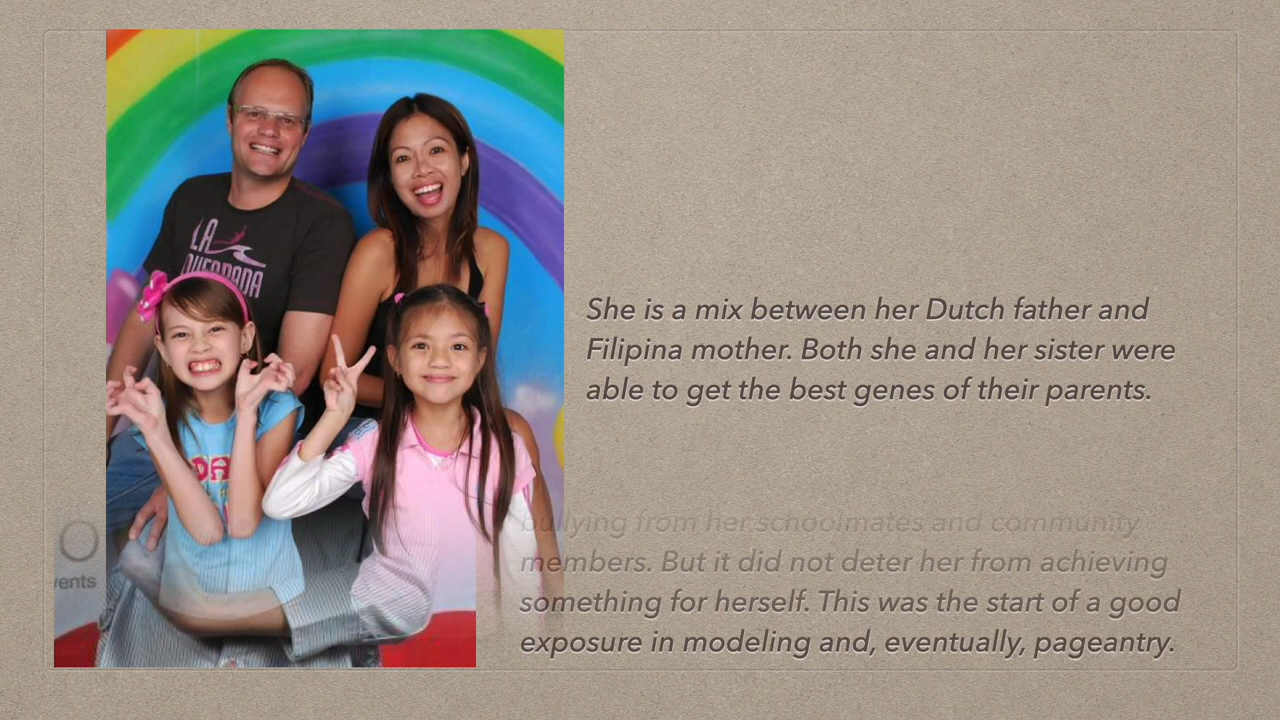 LA
She is a mix between her Dutch father and
Filipina mother. Both she and her sister were
able to get the best genes of their parents.
bullying from her schoolmates and community
members. But it did not deter her from achieving
something for herself. This was the start of a good
exposure in modeling and, eventually, pageantry.